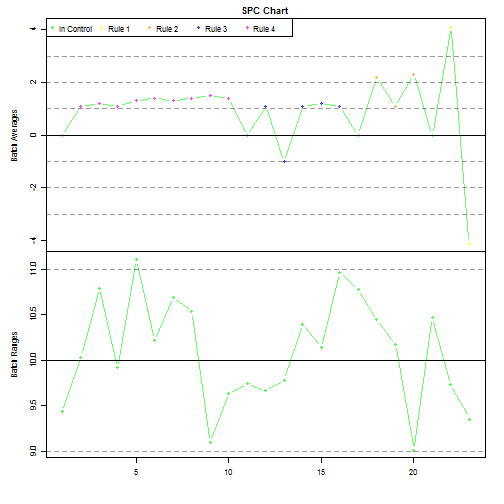 SPC Chart
In Control Rule 1 Rule 2 Rule 3 Rule 4
Batch Averages
4
2
0
-2
-4
Batch Ranges
11.0
10.5
10.0
9.5
9.0
5 10 15 20